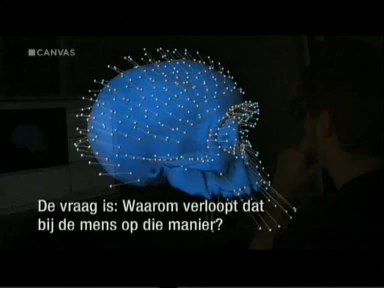 CANVAS
De vraag is: Waarom verloopt dat
bij de mens op die manier?